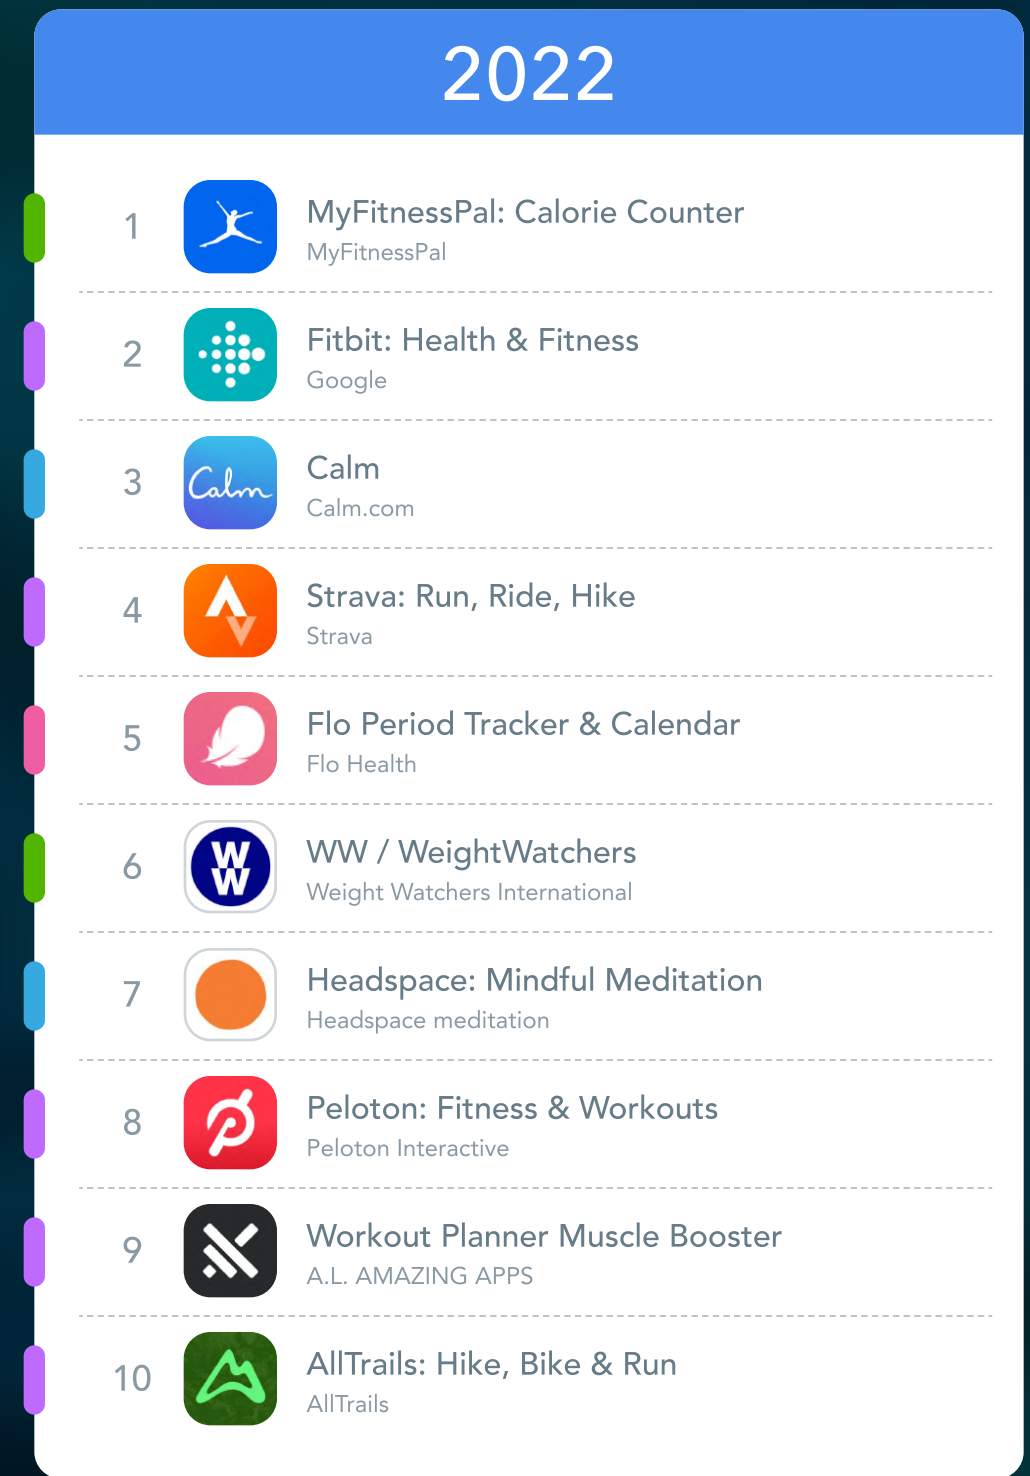 2022
1
MyFitnessPal: Calorie Counter
MyFitnessPal
2
Fitbit: Health & Fitness
Google
3
Calm
Calm
Calm.com
4
Strava: Run, Ride, Hike
Strava
5
Flo Period Tracker & Calendar
Flo Health
6
W
W
WW / WeightWatchers
Weight Watchers International
7
Headspace: Mindful Meditation
Headspace meditation
8
Peloton: Fitness & Workouts
Peloton Interactive
9
Workout Planner Muscle Booster
A.L. AMAZING APPS
10
AllTrails: Hike, Bike & Run
AllTrails